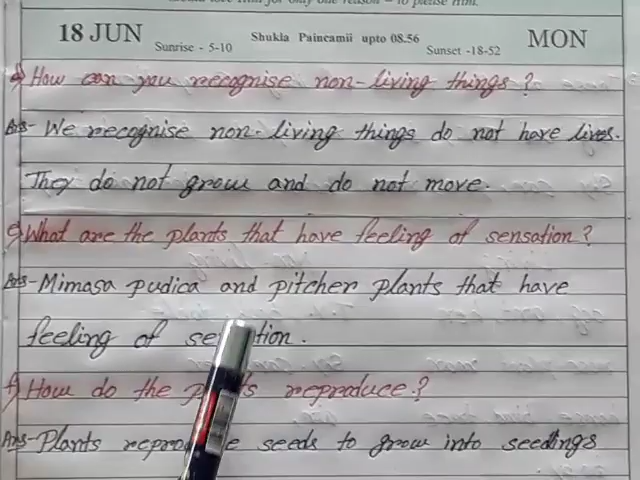 18 JUN
Sunrise - 5-10
Shukla Paincamii upto 08.56
Sunset -18-52
MON
d) How can you recognise non-living things?
Ans- We recognise non-living things do not have lives.
They do not grow and do not move.
e) What are the plants that have feeling of sensation?
Ans- Mimasa pudica and pitcher plants that have
feeling of
f) How do the reproduce?
Ans- Plants seeds to grow into seedings